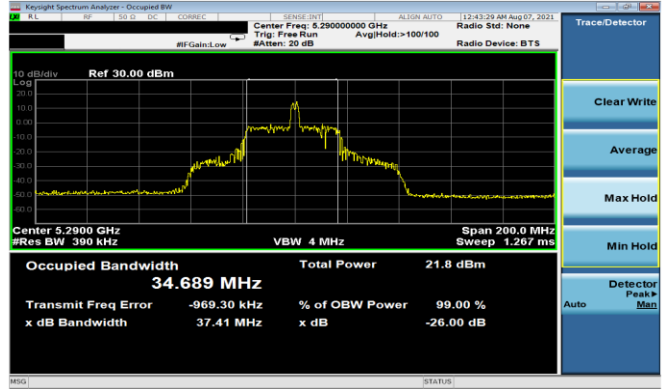 Keysight Spectrum Analyzer - Occupied BW
RL RF 50 Ω DC CORREC SENSE:INT ALIGN AUTO 12:43:29 AM Aug 07, 2021
Center Freq: 5.290000000 GHz Radio Std: None
Trig: Free Run Avg|Hold:>100/100
#IFGain:Low #Atten: 20 dB Radio Device: BTS
Trace/Detector
10 dB/div Ref 30.00 dBm
Log
20.0
10.0
0.00
-10.0
-20.0
-30.0
-40.0
-50.0
-60.0
Center 5.2900 GHz Span 200.0 MHz
#Res BW 390 kHz VBW 4 MHz Sweep 1.267 ms
Occupied Bandwidth Total Power 21.8 dBm
34.689 MHz
Transmit Freq Error -969.30 kHz % of OBW Power 99.00 %
x dB Bandwidth 37.41 MHz x dB -26.00 dB
Clear Write
Average
Max Hold
Min Hold
Detector
Peak▶
Auto Man
MSG STATUS